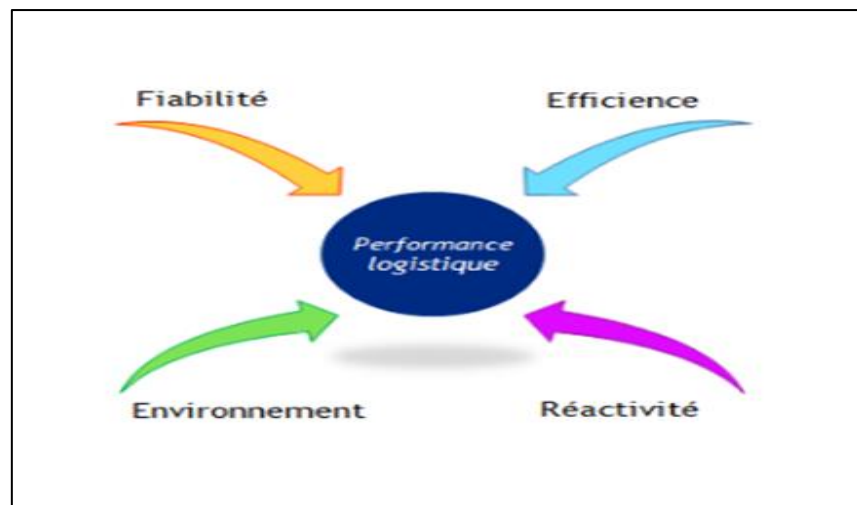 Fiabilité
Efficience
Performance
logistique
Environnement
Réactivité